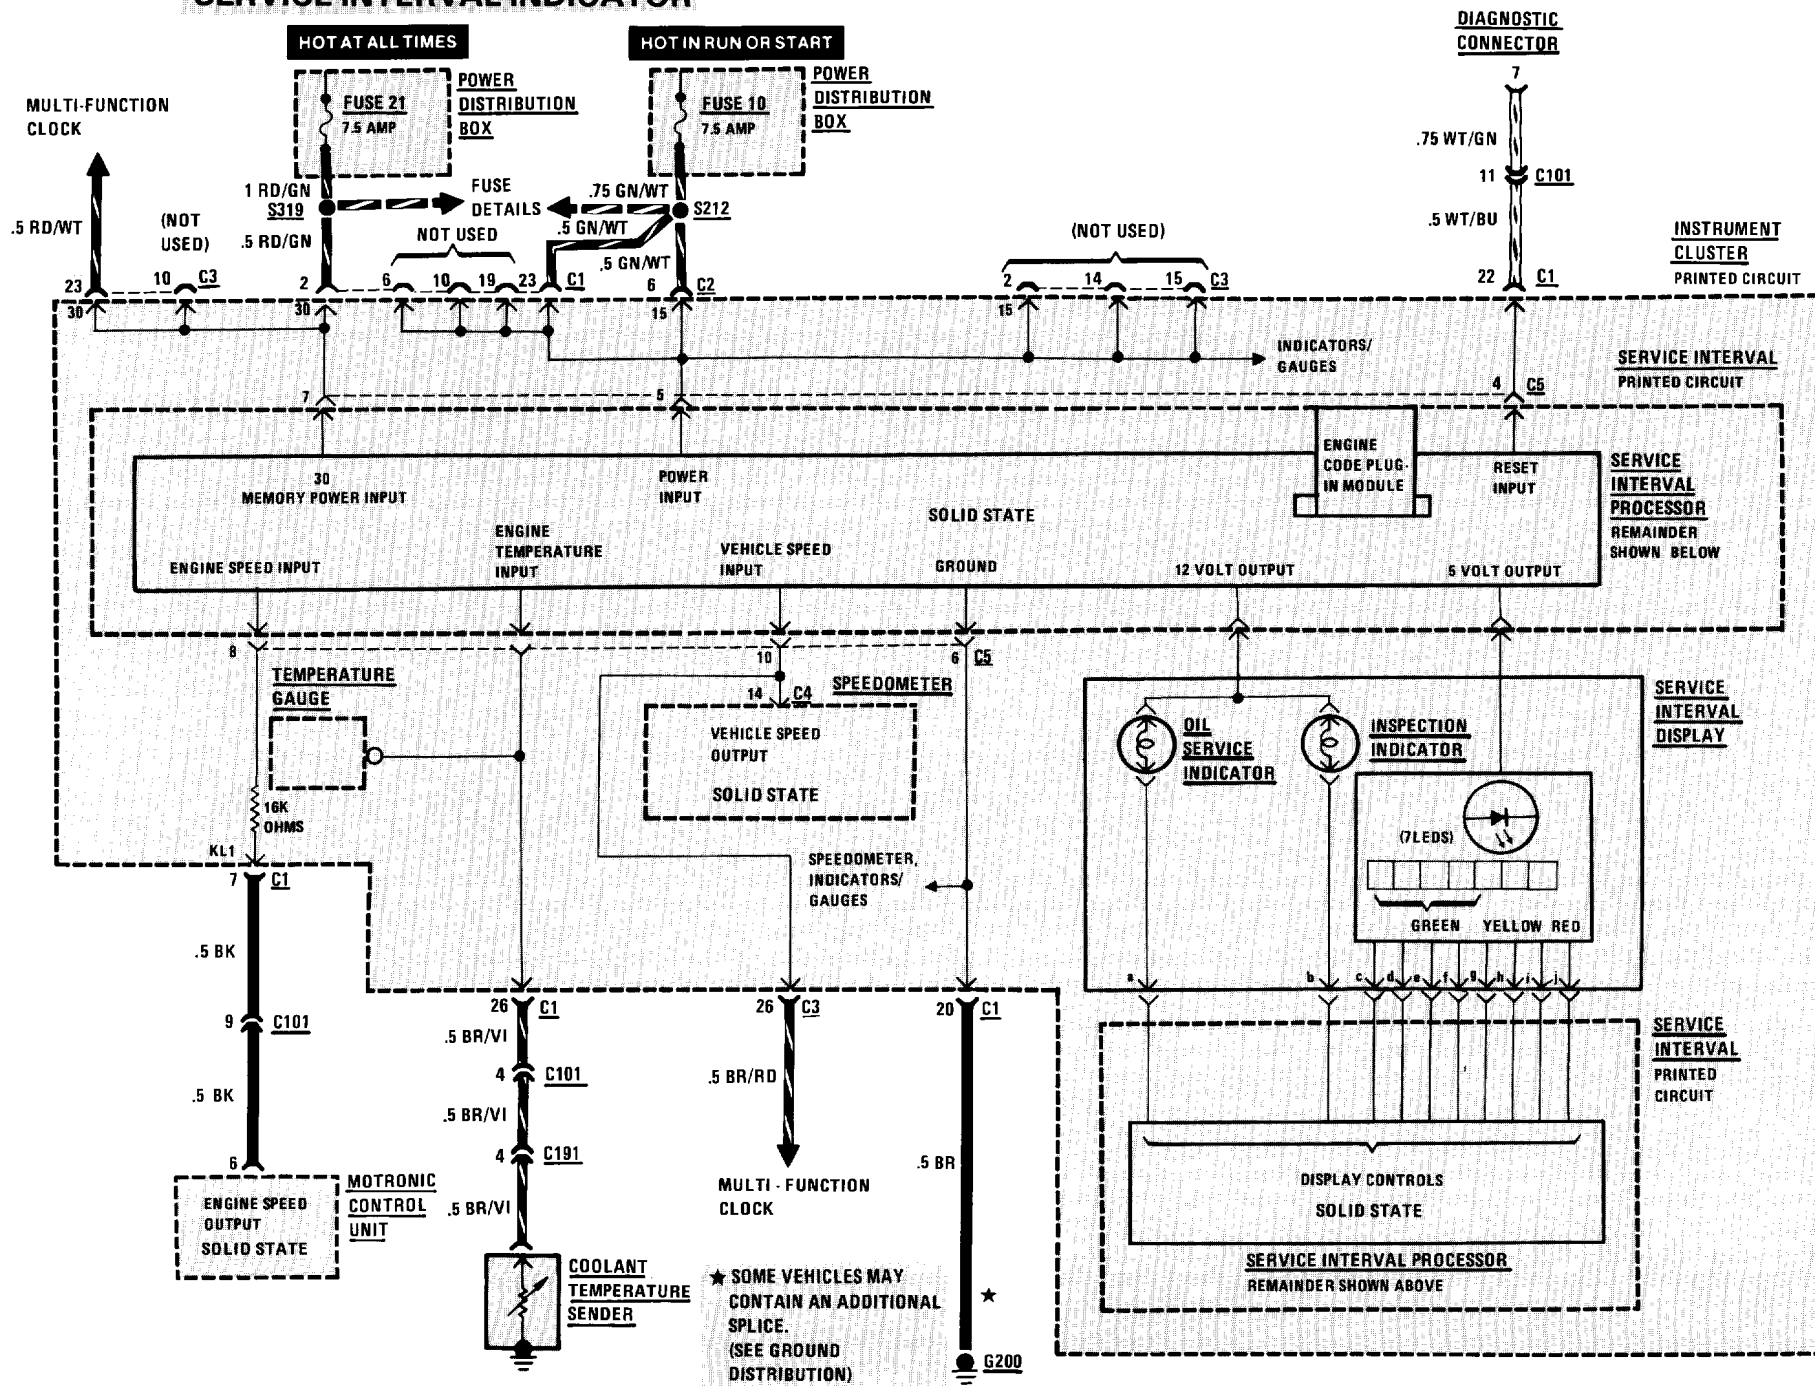 SERVICE INTERVAL INDICATOR
HOT AT ALL TIMES
HOT IN RUN OR START
DIAGNOSTIC
CONNECTOR
7
MULTI-FUNCTION
CLOCK
FUSE 21
7.5 AMP
POWER
DISTRIBUTION
BOX
FUSE 10
7.5 AMP
POWER
DISTRIBUTION
BOX
.75 WT/GN
11 C101
.5 WT/BU
.5 RD/WT
(NOT
USED)
1 RD/GN
S319
.5 RD/GN
FUSE
DETAILS
NOT USED
.75 GN/WT
S212
.5 GN/WT
.5 GN/WT
(NOT USED)
INSTRUMENT
CLUSTER
PRINTED CIRCUIT
23
10 C3
2
6
10
19
23 C1
6 C2
2
14
15 C3
22 C1
30
30
15
15
INDICATORS/
GAUGES
SERVICE INTERVAL
PRINTED CIRCUIT
7
5
4 C5
ENGINE
CODE PLUG-
IN MODULE
30
MEMORY POWER INPUT
POWER
INPUT
RESET
INPUT
SERVICE
INTERVAL
PROCESSOR
REMAINDER
SHOWN BELOW
SOLID STATE
ENGINE SPEED INPUT
ENGINE
TEMPERATURE
INPUT
VEHICLE SPEED
INPUT
GROUND
12 VOLT OUTPUT
5 VOLT OUTPUT
8
10
6 C5
TEMPERATURE
GAUGE
14 C4
SPEEDOMETER
VEHICLE SPEED
OUTPUT
SOLID STATE
OIL
SERVICE
INDICATOR
INSPECTION
INDICATOR
SERVICE
INTERVAL
DISPLAY
16K
OHMS
KL1
7 C1
(7LEDS)
GREEN YELLOW RED
SPEEDOMETER,
INDICATORS/
GAUGES
a b c d e f g h i j
.5 BK
9 C101
.5 BK
6
26 C1
.5 BR/VI
4 C101
.5 BR/VI
4 C191
.5 BR/VI
26 C3
.5 BR/RD
MULTI - FUNCTION
CLOCK
20 C1
.5 BR
SERVICE
INTERVAL
PRINTED
CIRCUIT
DISPLAY CONTROLS
SOLID STATE
SERVICE INTERVAL PROCESSOR
REMAINDER SHOWN ABOVE
ENGINE SPEED
OUTPUT
SOLID STATE
MOTRONIC
CONTROL
UNIT
COOLANT
TEMPERATURE
SENDER
★ SOME VEHICLES MAY
CONTAIN AN ADDITIONAL
SPLICE.
(SEE GROUND
DISTRIBUTION)
★
G200